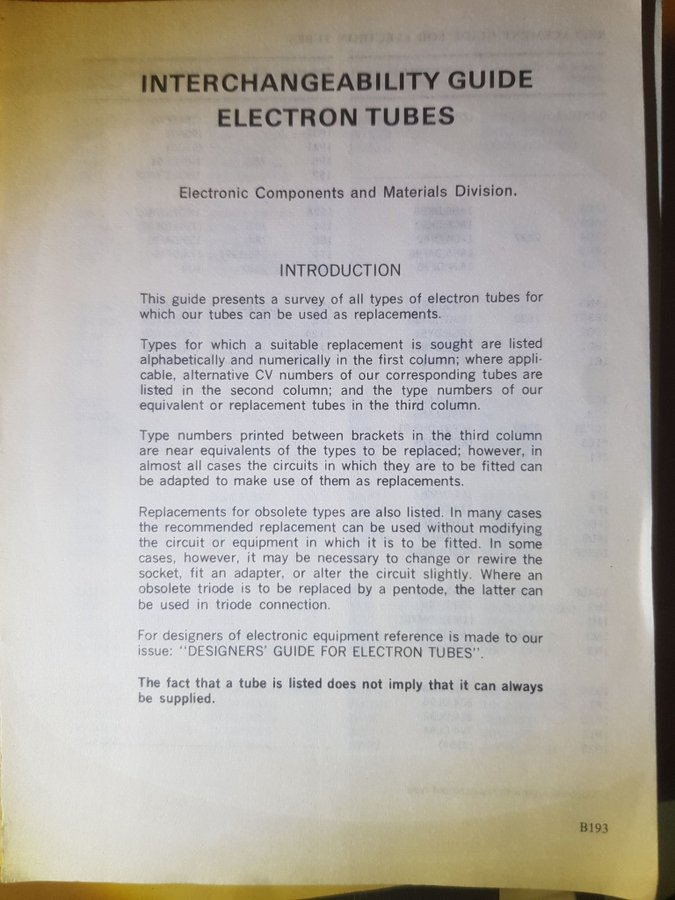 INTERCHANGEABILITY GUIDE
ELECTRON TUBES
Electronic Components and Materials Division.
INTRODUCTION
This guide presents a survey of all types of electron tubes for
which our tubes can be used as replacements.
Types for which a suitable replacement is sought are listed
alphabetically and numerically in the first column; where appli-
cable, alternative CV numbers of our corresponding tubes are
listed in the second column; and the type numbers of our
equivalent or replacement tubes in the third column.
Type numbers printed between brackets in the third column
are near equivalents of the types to be replaced; however, in
almost all cases the circuits in which they are to be fitted can
be adapted to make use of them as replacements.
Replacements for obsolete types are also listed. In many cases
the recommended replacement can be used without modifying
the circuit or equipment in which it is to be fitted. In some
cases, however, it may be necessary to change or rewire the
socket, fit an adapter, or alter the circuit slightly. Where an
obsolete triode is to be replaced by a pentode, the latter can
be used in triode connection.
For designers of electronic equipment reference is made to our
issue: "DESIGNERS' GUIDE FOR ELECTRON TUBES".
The fact that a tube is listed does not imply that it can always
be supplied.
B193